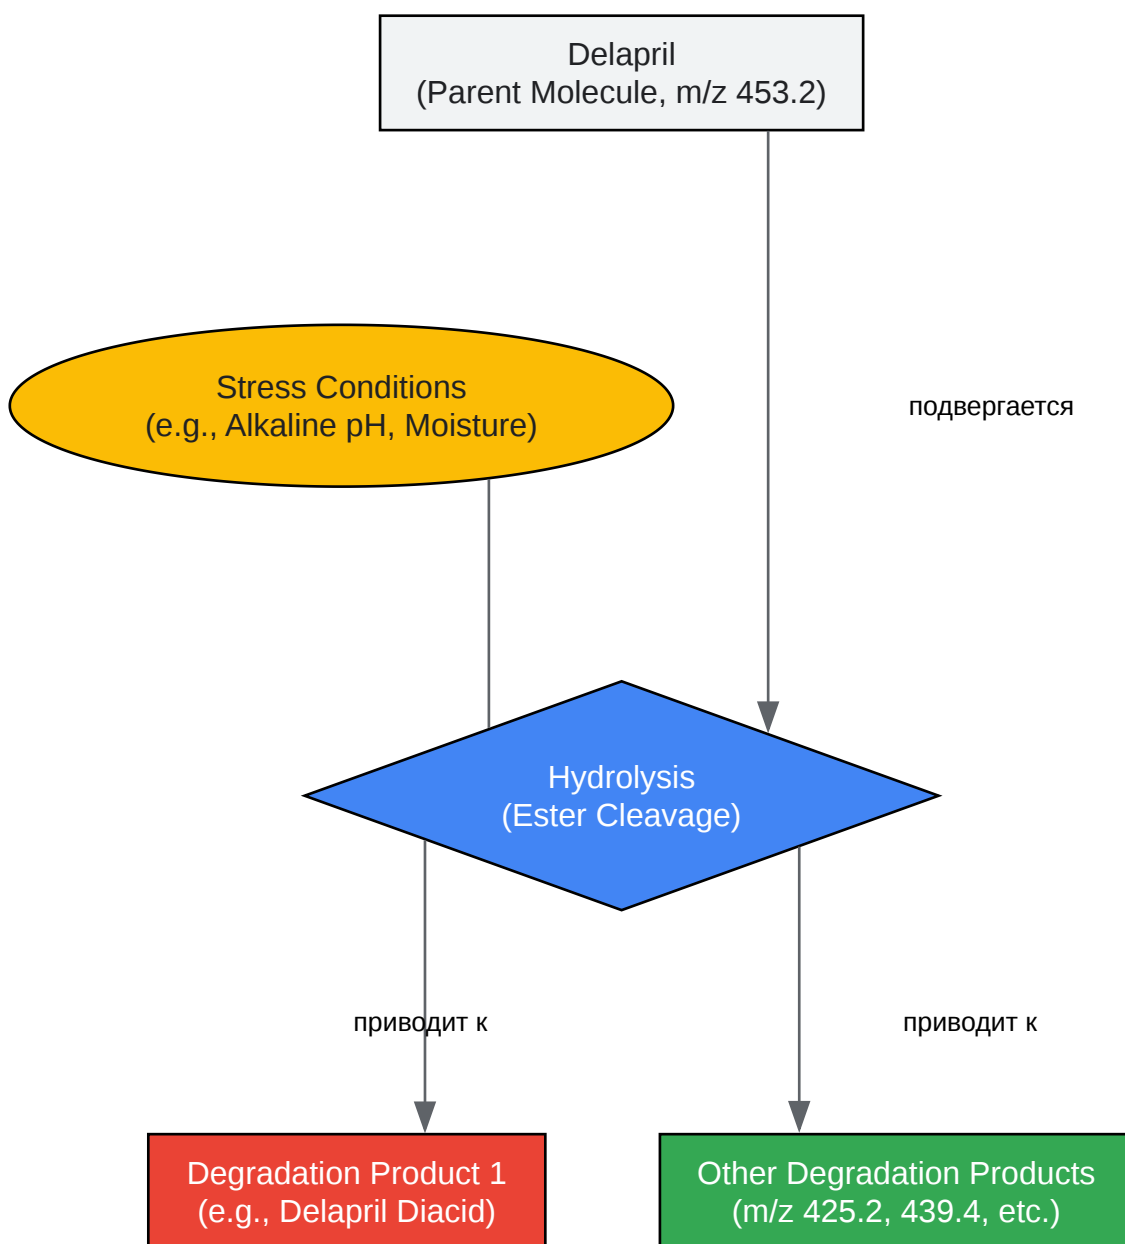 Delapril
(Parent Molecule, m/z 453.2)
Stress Conditions
(e.g., Alkaline pH, Moisture)
подвергается
Hydrolysis
(Ester Cleavage)
приводит к
приводит к
Degradation Product 1
(e.g., Delapril Diacid)
Other Degradation Products
(m/z 425.2, 439.4, etc.)